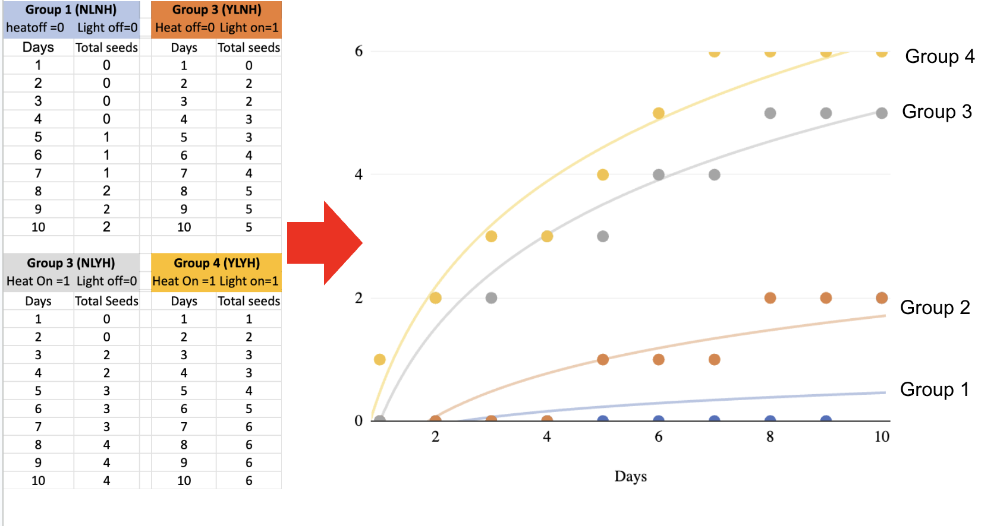 Group 1 (NLNH)
heatoff =0 Light off=0
Days Total seeds
1 0
2 0
3 0
4 0
5 1
6 1
7 1
8 2
9 2
10 2
Group 3 (YLNH)
Heat off=0 Light on=1
Days Total seeds
1 0
2 2
3 2
4 3
5 3
6 4
7 4
8 5
9 5
10 5
Group 3 (NLYH)
Heat On =1 Light off=0
Days Total Seeds
1 0
2 0
3 2
4 2
5 3
6 3
7 3
8 4
9 4
10 4
Group 4 (YLYH)
Heat On =1 Light on=1
Days Total seeds
1 1
2 2
3 3
4 3
5 4
6 5
7 6
8 6
9 6
10 6
6
4
2
0
2 4 6 8 10
Days
Group 4
Group 3
Group 2
Group 1